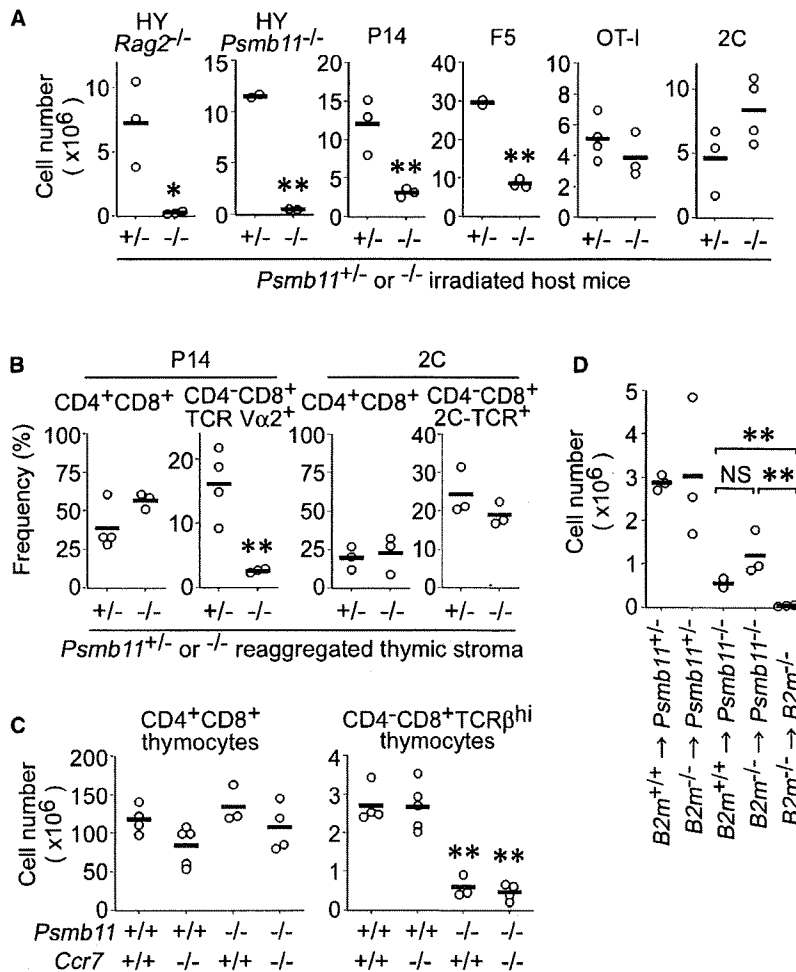 A
HY Rag2-/-
HY Psmb11-/-
P14
F5
OT-I
2C
Cell number (x10⁶)
10
5
0
*
15
10
5
0
**
20
15
10
5
0
**
40
30
20
10
0
**
10
8
6
4
2
0
10
5
0
+/- -/- +/- -/- +/- -/- +/- -/- +/- -/- +/- -/-
Psmb11+/- or -/- irradiated host mice
B
P14
2C
CD4+CD8+
CD4-CD8+ TCR Vα2+
CD4+CD8+
CD4-CD8+ 2C-TCR+
Frequency (%)
100
75
50
25
0
20
10
0
**
100
75
50
25
0
40
30
20
10
0
+/- -/- +/- -/- +/- -/- +/- -/-
Psmb11+/- or -/- reaggregated thymic stroma
C
CD4+CD8+ thymocytes
CD4-CD8+TCRβhi thymocytes
Cell number (x10⁶)
200
150
100
50
0
4
3
2
1
0
**
**
Psmb11 +/+ +/+ -/- -/- +/+ +/+ -/- -/-
Ccr7 +/+ -/- +/+ -/- +/+ -/- +/+ -/-
D
Cell number (x10⁶)
5
4
3
2
1
0
**
NS
**
B2m+/+ → Psmb11+/-
B2m-/- → Psmb11+/-
B2m+/+ → Psmb11-/-
B2m-/- → Psmb11-/-
B2m-/- → B2m-/-